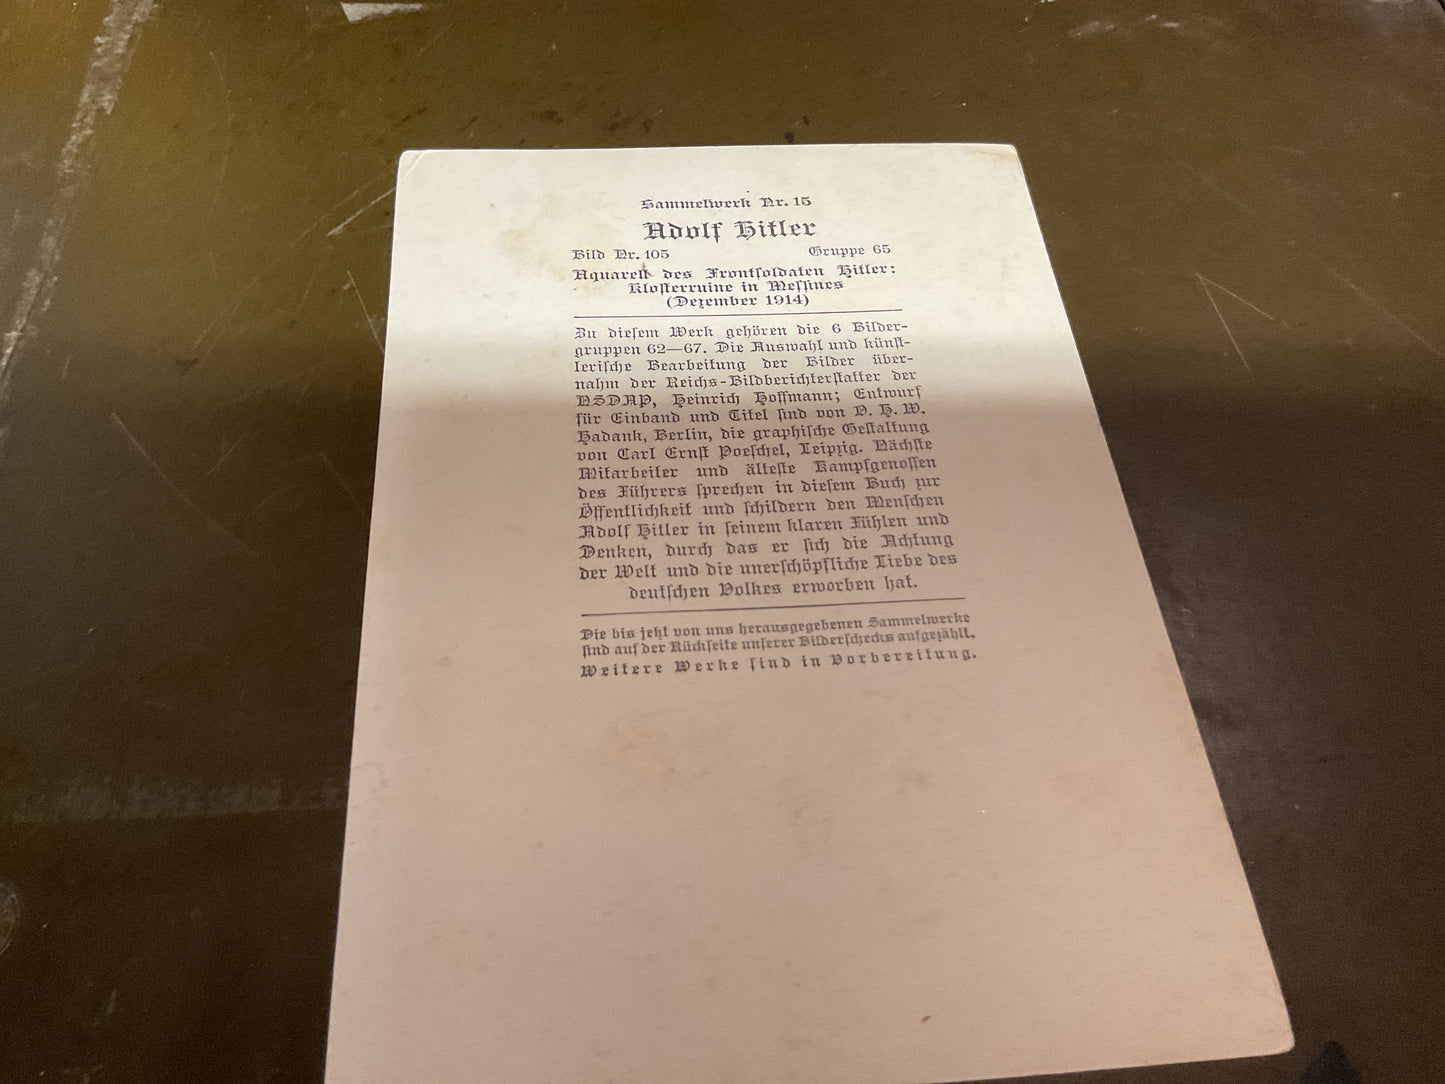 Sammelwerk Nr. 15
Adolf Hitler
Bild Nr. 105 Gruppe 65
Aquarell des Frontsoldaten Hitler:
Klosterruine in Messines
(Dezember 1914)
Zu diesem Werk gehören die 6 Bilder-
gruppen 62—67. Die Auswahl und künst-
lerische Bearbeitung der Bilder über-
nahm der Reichs-Bildberichterstatter der
NSDAP, Heinrich Hoffmann; Entwurf
für Einband und Titel sind von O. H. W.
Hadank, Berlin, die graphische Gestaltung
von Carl Ernst Poeschel, Leipzig. Nächste
Mitarbeiter und älteste Kampfgenossen
des Führers sprechen in diesem Buch zur
Öffentlichkeit und schildern den Menschen
Adolf Hitler in seinem klaren Fühlen und
Denken, durch das er sich die Achtung
der Welt und die unerschöpfliche Liebe des
deutschen Volkes erworben hat.
Die bis jetzt von uns herausgegebenen Sammelwerke
sind auf der Rückseite unserer Bilderschecks aufgezählt.
Weitere Werke sind in Vorbereitung.